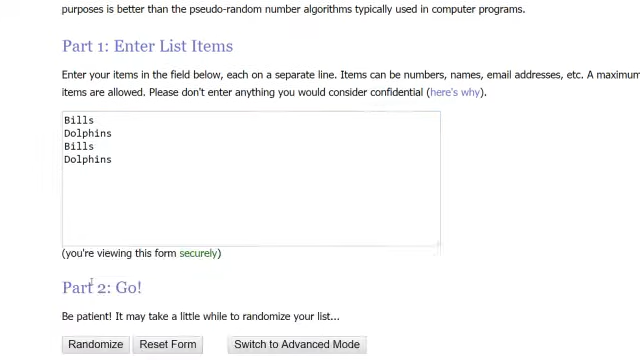 purposes is better than the pseudo-random number algorithms typically used in computer programs.
Part 1: Enter List Items
Enter your items in the field below, each on a separate line. Items can be numbers, names, email addresses, etc. A maximum
items are allowed. Please don't enter anything you would consider confidential (here's why).
Bills
Dolphins
Bills
Dolphins
(you're viewing this form securely)
Part 2: Go!
Be patient! It may take a little while to randomize your list...
Randomize Reset Form Switch to Advanced Mode